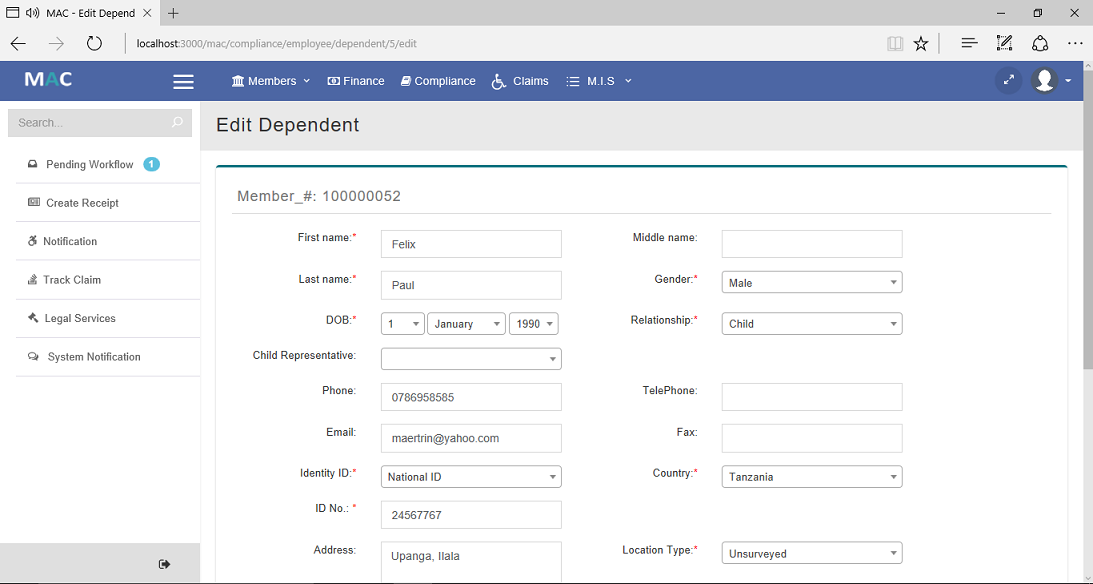 MAC - Edit Depend
localhost:3000/mac/compliance/employee/dependent/5/edit
MAC Members Finance Compliance Claims M.I.S
Search...
Pending Workflow 1
Create Receipt
Notification
Track Claim
Legal Services
System Notification
Edit Dependent
Member_#: 100000052
First name:* Felix Middle name:
Last name:* Paul Gender:* Male
DOB:* 1 January 1990 Relationship:* Child
Child Representative:
Phone: 0786958585 TelePhone:
Email: maertrin@yahoo.com Fax:
Identity ID:* National ID Country:* Tanzania
ID No.: * 24567767
Address: Upanga, Ilala Location Type:* Unsurveyed